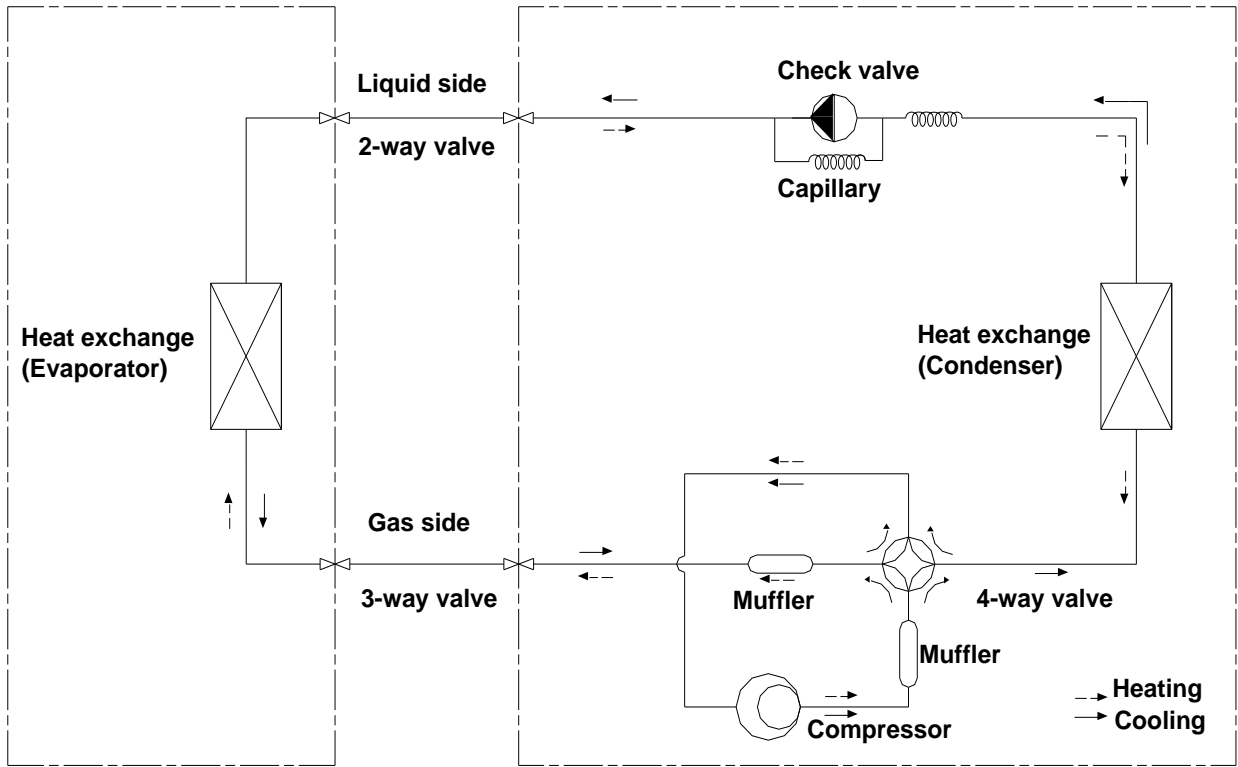 Liquid side
2-way valve
Check valve
Capillary
Heat exchange
(Evaporator)
Heat exchange
(Condenser)
Gas side
3-way valve
Muffler
4-way valve
Muffler
Compressor
Heating
Cooling